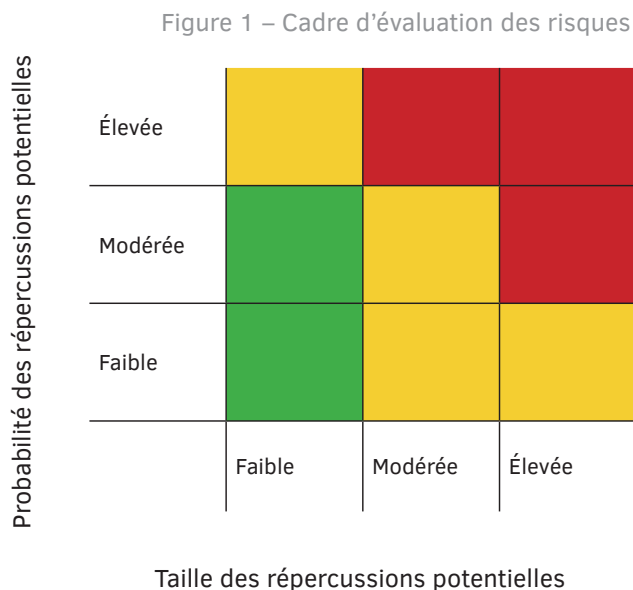 Figure 1 – Cadre d’évaluation des risques
Probabilité des répercussions potentielles
Élevée
Modérée
Faible
Faible
Modérée
Élevée
Taille des répercussions potentielles